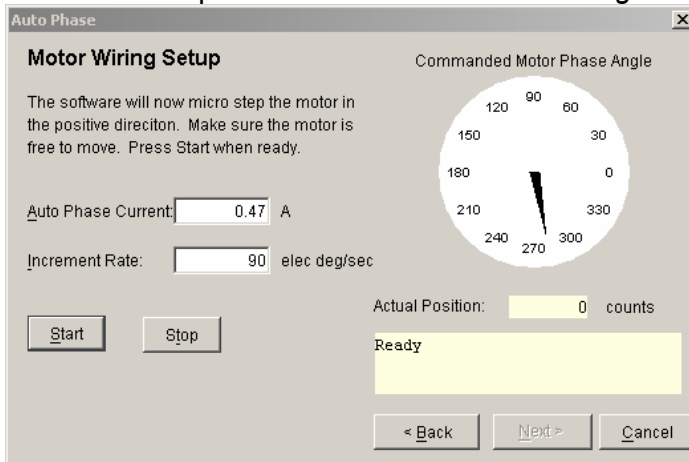 Auto Phase
Motor Wiring Setup
The software will now micro step the motor in
the positive direciton. Make sure the motor is
free to move. Press Start when ready.
Auto Phase Current: 0.47 A
Increment Rate: 90 elec deg/sec
Start Stop
Commanded Motor Phase Angle
90
120 60
150 30
180 0
210 330
240 300
270
Actual Position: 0 counts
Ready
< Back Next > Cancel